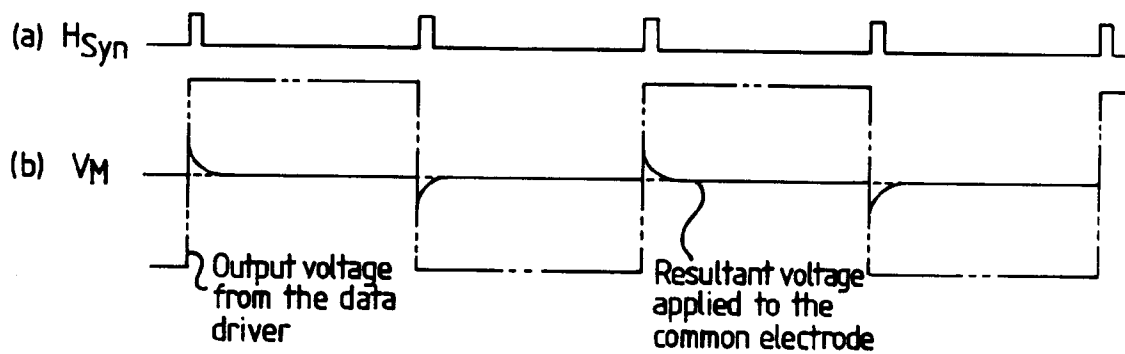 (a) HSyn
(b) VM
Output voltage
from the data
driver
Resultant voltage
applied to the
common electrode